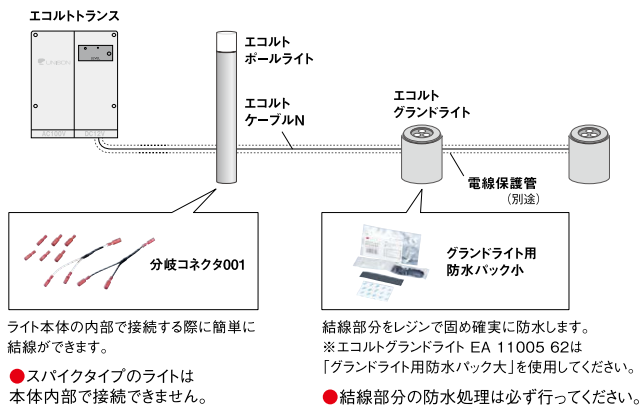 エコルトトランス
UNISON
AC100V
DC12V
エコルト
ポールライト
エコルト
ケーブルN
エコルト
グランドライト
電線保護管
(別途)
分岐コネクタ001
グランドライト用
防水パック小
ライト本体の内部で接続する際に簡単に
結線ができます。
●スパイクタイプのライトは
本体内部で接続できません。
結線部分をレジンで固め確実に防水します。
※エコルトグランドライト EA 11005 62は
「グランドライト用防水パック大」を使用してください。
●結線部分の防水処理は必ず行ってください。